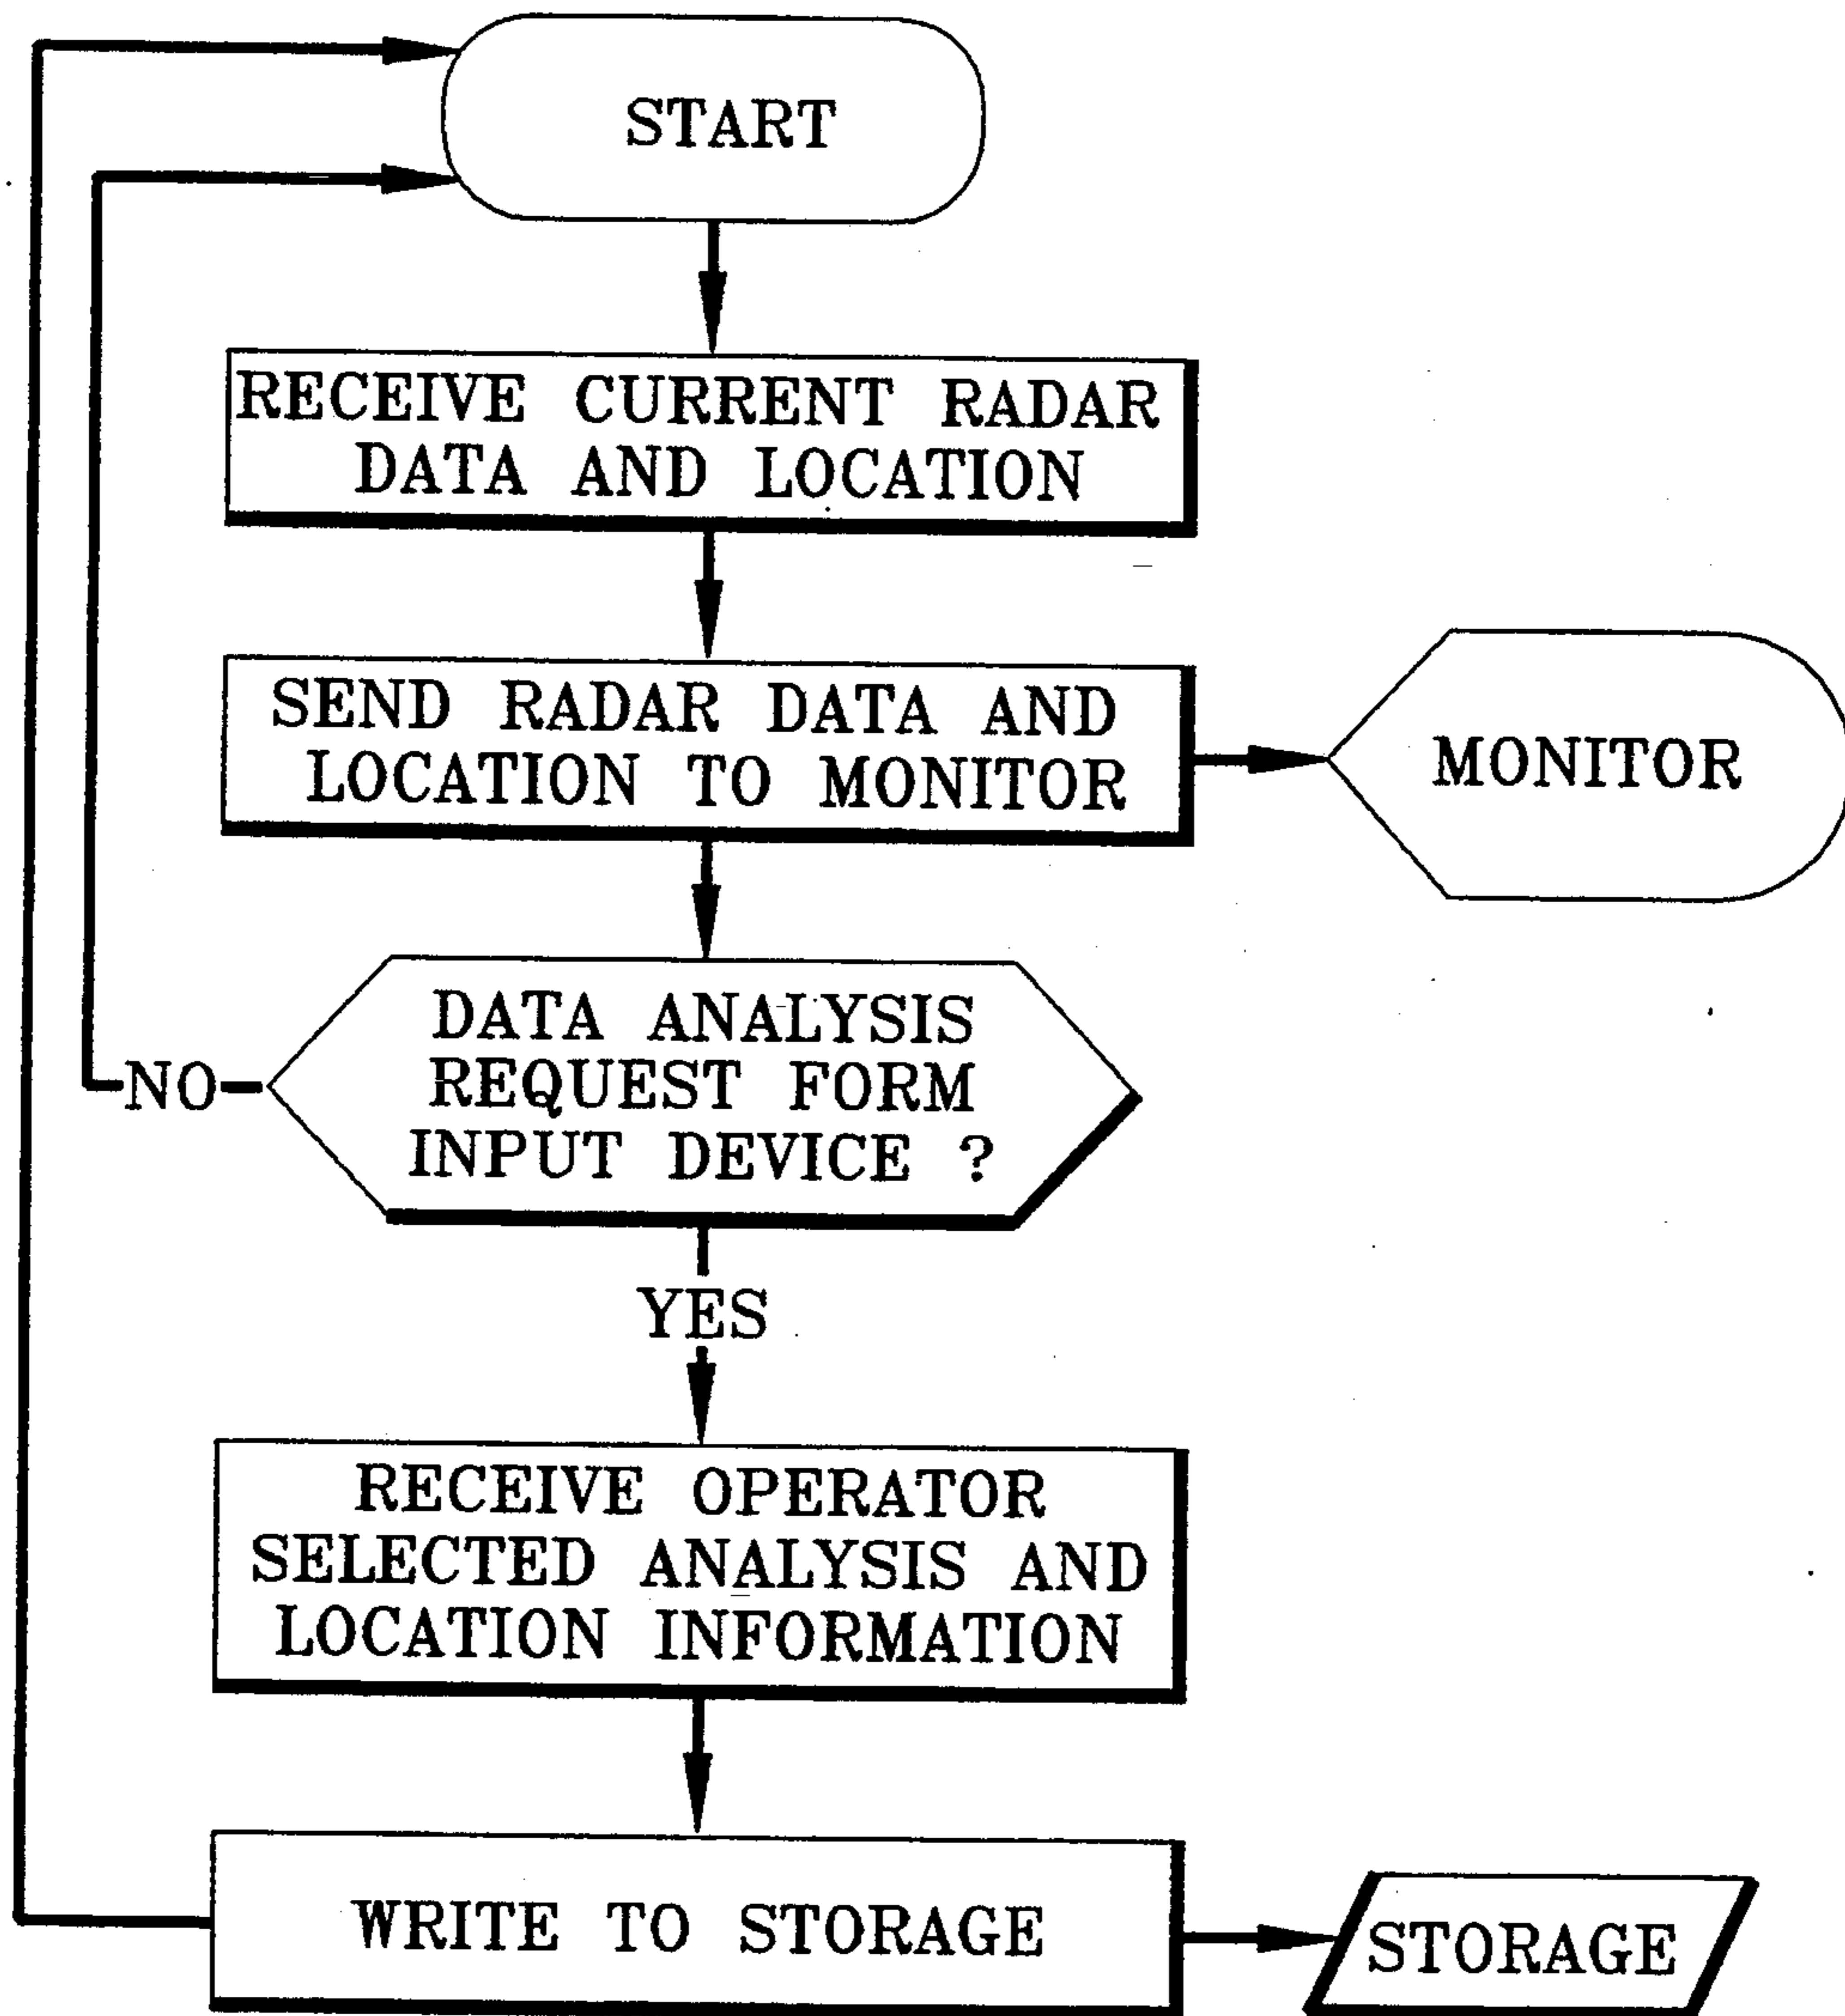 START
RECEIVE CURRENT RADAR
DATA AND LOCATION
SEND RADAR DATA AND
LOCATION TO MONITOR
MONITOR
DATA ANALYSIS
REQUEST FORM
INPUT DEVICE ?
NO
YES
RECEIVE OPERATOR
SELECTED ANALYSIS AND
LOCATION INFORMATION
WRITE TO STORAGE
STORAGE